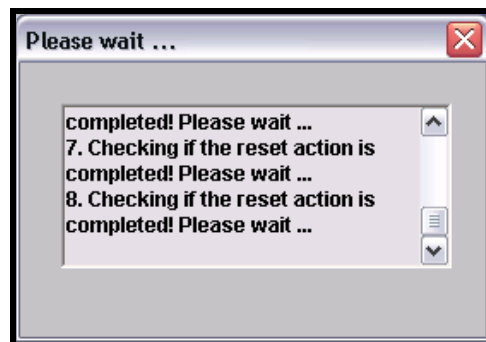 Please wait ...
completed! Please wait ...
7. Checking if the reset action is
completed! Please wait ...
8. Checking if the reset action is
completed! Please wait ...